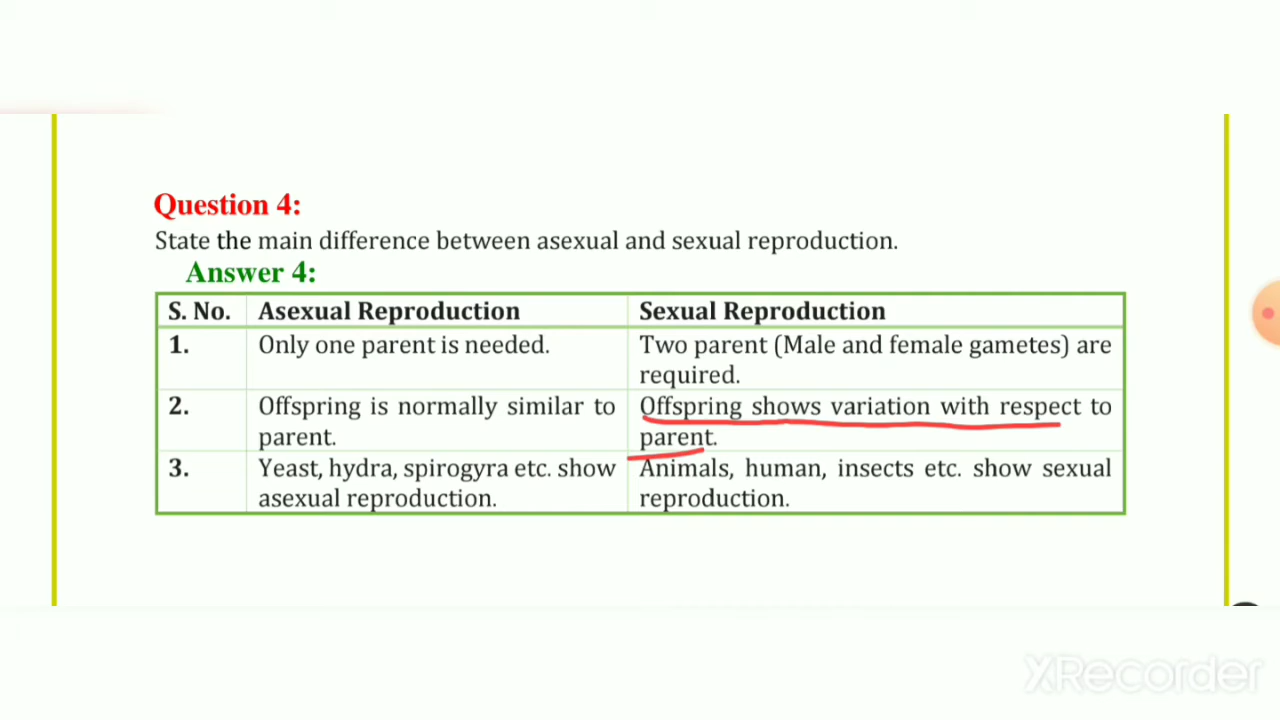 Question 4:
State the main difference between asexual and sexual reproduction.
Answer 4:
S. No. Asexual Reproduction Sexual Reproduction
1. Only one parent is needed. Two parent (Male and female gametes) are
required.
2. Offspring is normally similar to Offspring shows variation with respect to
parent. parent.
3. Yeast, hydra, spirogyra etc. show Animals, human, insects etc. show sexual
asexual reproduction. reproduction.
XRecorder